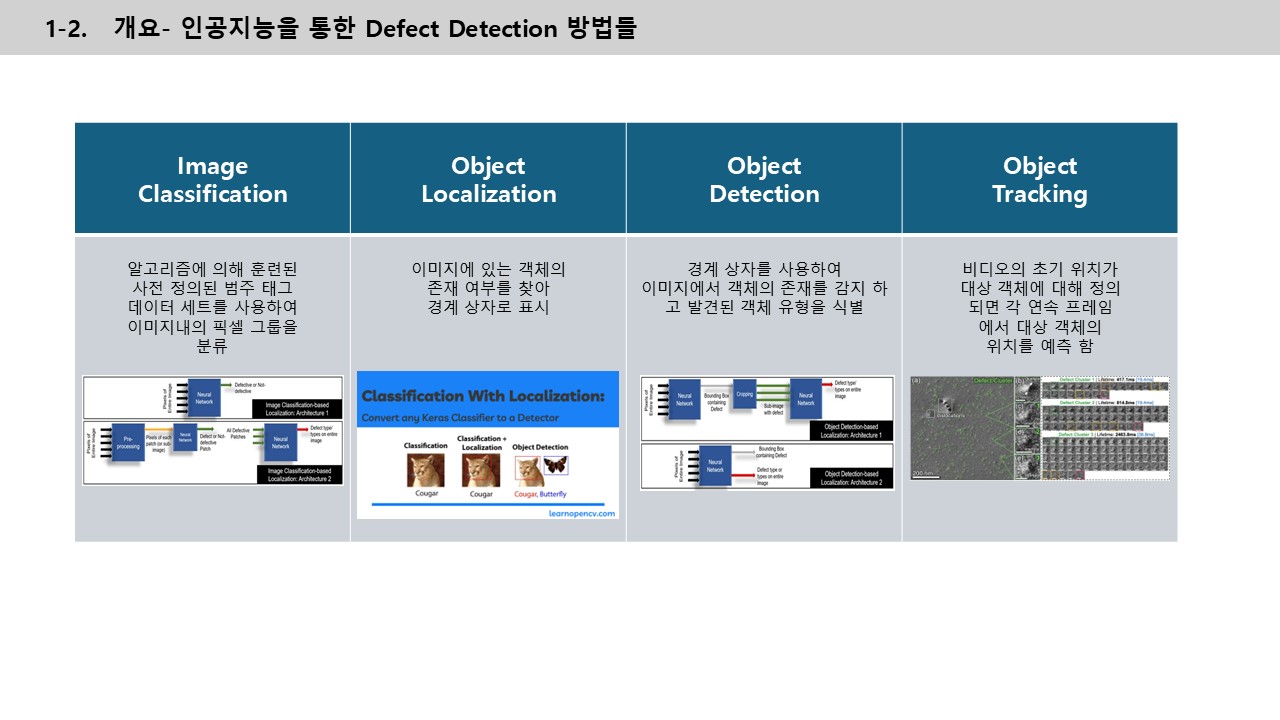 1-2. 개요- 인공지능을 통한 Defect Detection 방법들
Image
Classification
Object
Localization
Object
Detection
Object
Tracking
알고리즘에 의해 훈련된
사전 정의된 범주 태그
데이터 세트를 사용하여
이미지내의 픽셀 그룹을
분류
이미지에 있는 객체의
존재 여부를 찾아
경계 상자로 표시
경계 상자를 사용하여
이미지에서 객체의 존재를 감지 하
고 발견된 객체 유형을 식별
비디오의 초기 위치가
대상 객체에 대해 정의
되면 각 연속 프레임
에서 대상 객체의
위치를 예측 함
Pixels of
Entire Image
Neural
Network
Defective or Not-
defective
Image Classification-based
Localization: Architecture 1
Pixels of
Entire Image
Pre-
processing
Pixels of each
patch (or sub-
image)
Neural
Network
Defect or Not-
defective
Patch
All Defective
Patches
Neural
Network
Defect type/
types on entire
image
Image Classification-based
Localization: Architecture 2
Classification With Localization:
Convert any Keras Classifier to a Detector
Classification
Classification +
Localization
Object Detection
Cougar
Cougar
Cougar, Butterfly
learnopencv.com
Pixels of
Entire Image
Neural
Network
Bounding Box
containing
Defect
Cropping
Sub-image
with defect
Neural
Network
Defect type/
types on entire
image
Object Detection-based
Localization: Architecture 1
Pixels of
Entire Image
Neural
Network
Bounding Box
containing Defect
Defect type or
types on entire
image
Object Detection-based
Localization: Architecture 2
(a)
Defect Cluster
200 nm
(b)
Defect Cluster 1 | Lifetime: 417.1ms
Defect Cluster 2 | Lifetime: 814.8ms
Defect Cluster 3 | Lifetime: 2483.8ms